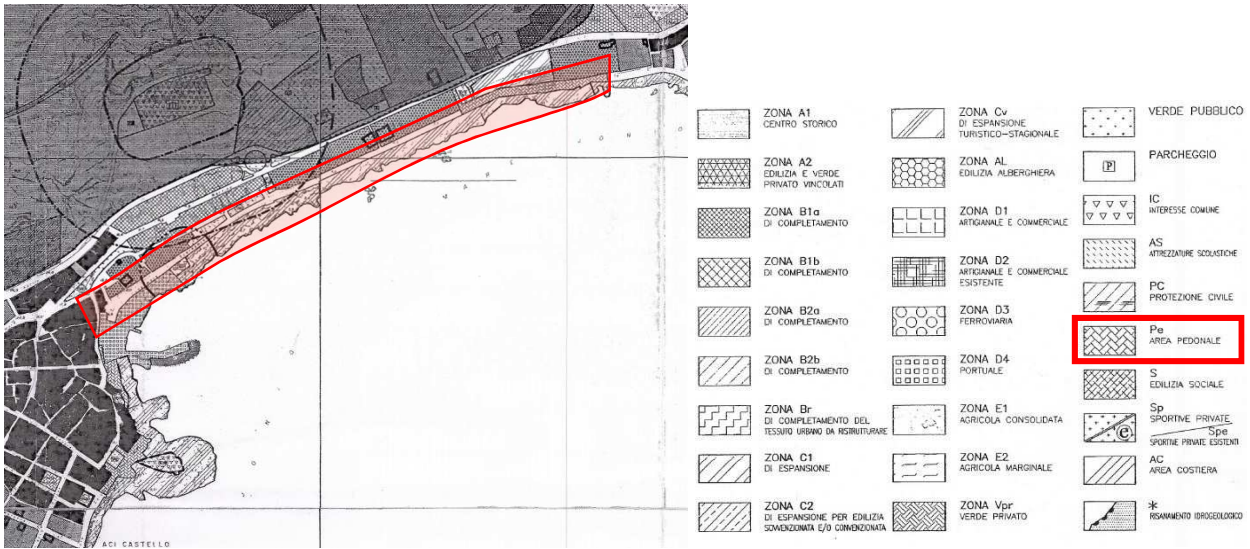 ACI CASTELLO
ZONA A1
CENTRO STORICO
ZONA A2
EDILIZIA E VERDE
PRIVATO VINCOLATI
ZONA B1a
DI COMPLETAMENTO
ZONA B1b
DI COMPLETAMENTO
ZONA B2a
DI COMPLETAMENTO
ZONA B2b
DI COMPLETAMENTO
ZONA Br
DI COMPLETAMENTO DEL
TESSUTO URBANO DA RISTRUTTURARE
ZONA C1
DI ESPANSIONE
ZONA C2
DI ESPANSIONE PER EDILIZIA
SOVVENZIONATA E/O CONVENZIONATA
ZONA Cv
DI ESPANSIONE
TURISTICO-STAGIONALE
ZONA AL
EDILIZIA ALBERGHIERA
ZONA D1
ARTIGIANALE E COMMERCIALE
ZONA D2
ARTIGIANALE E COMMERCIALE
ESISTENTE
ZONA D3
FERROVIARIA
ZONA D4
PORTUALE
ZONA E1
AGRICOLA CONSOLIDATA
ZONA E2
AGRICOLA MARGINALE
ZONA Vpr
VERDE PRIVATO
VERDE PUBBLICO
P
PARCHEGGIO
IC
INTERESSE COMUNE
AS
ATTREZZATURE SCOLASTICHE
PC
PROTEZIONE CIVILE
Pe
AREA PEDONALE
S
EDILIZIA SOCIALE
Sp
SPORTIVE PRIVATE
e
Spe
SPORTIVE PRIVATE ESISTENTI
AC
AREA COSTIERA
*
RISANAMENTO IDROGEOLOGICO